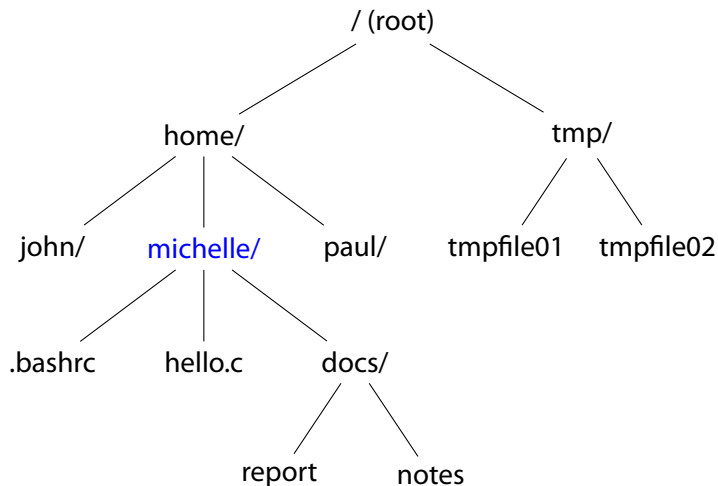 / (root)
home/ tmp/
john/ michelle/ paul/ tmpfile01 tmpfile02
.bashrc hello.c docs/
report notes